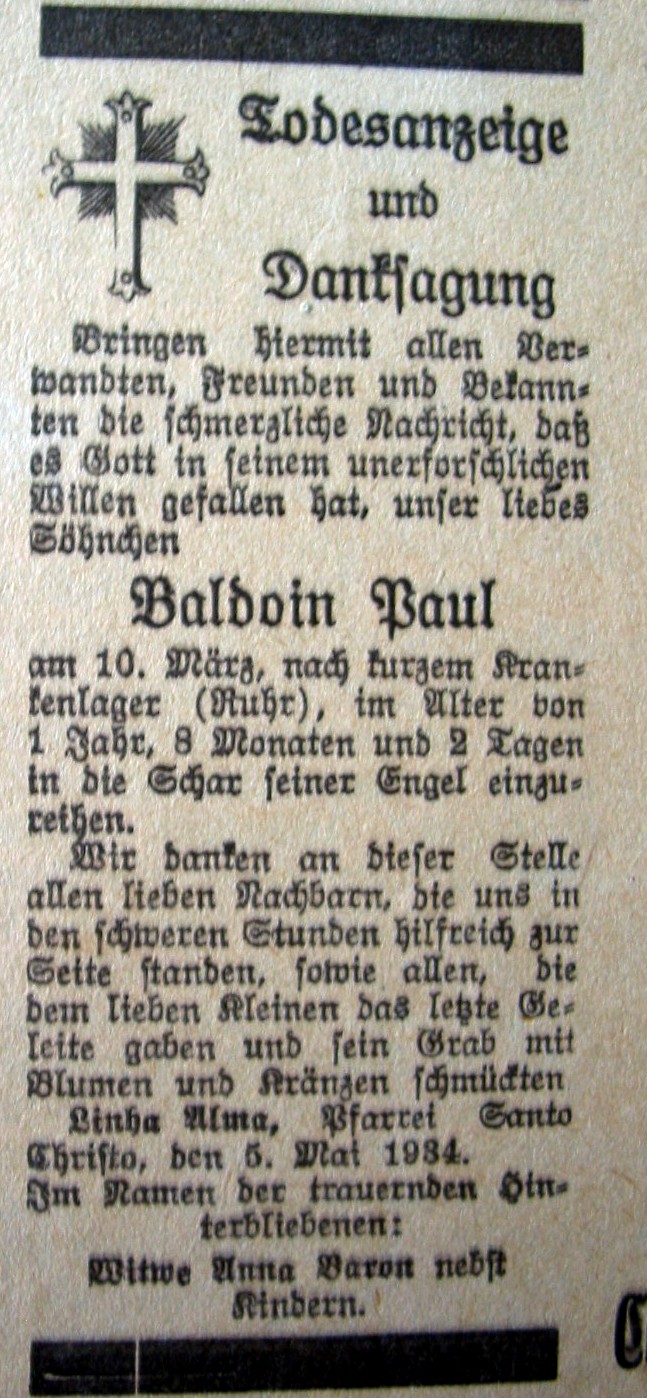 Todesanzeige
und
Danksagung
Bringen hiermit allen Ver-
wandten, Freunden und Bekann-
ten die schmerzliche Nachricht, daß
es Gott in seinem unerforschlichen
Willen gefallen hat, unser liebes
Söhnchen
Baldoin Paul
am 10. März, nach kurzem Kran-
kenlager (Ruhr), im Alter von
1 Jahr, 8 Monaten und 2 Tagen
in die Schar seiner Engel einzu-
reihen.
Wir danken an dieser Stelle
allen lieben Nachbarn, die uns in
den schweren Stunden hilfreich zur
Seite standen, sowie allen, die
dem lieben Kleinen das letzte Ge-
leite gaben und sein Grab mit
Blumen und Kränzen schmückten
Linha Alma, Pfarrei Santo
Christo, den 5. Mai 1934.
Im Namen der trauernden Hin-
terbliebenen:
Witwe Anna Baron nebst
Kindern.